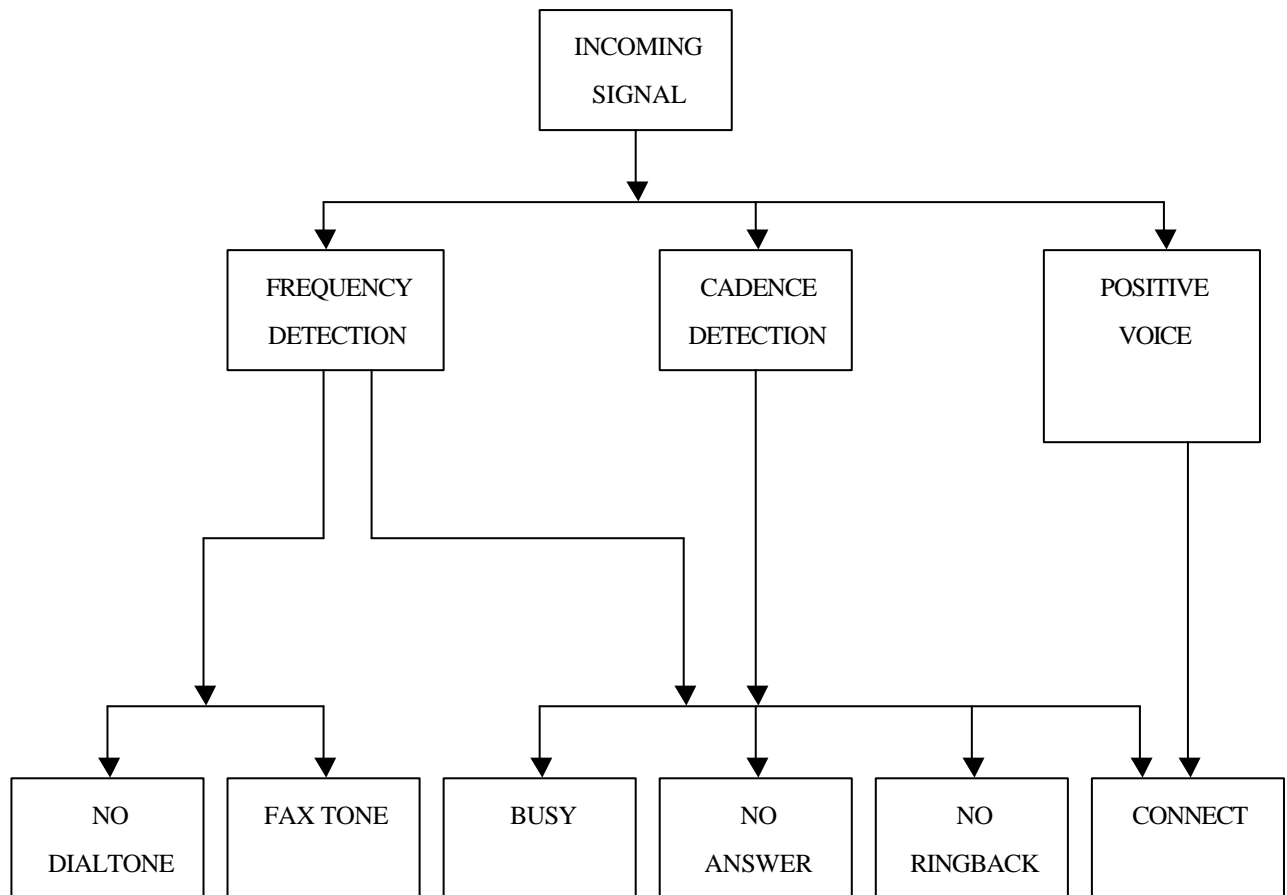 INCOMING
SIGNAL
FREQUENCY
DETECTION
CADENCE
DETECTION
POSITIVE
VOICE
NO
DIALTONE
FAX TONE
BUSY
NO
ANSWER
NO
RINGBACK
CONNECT